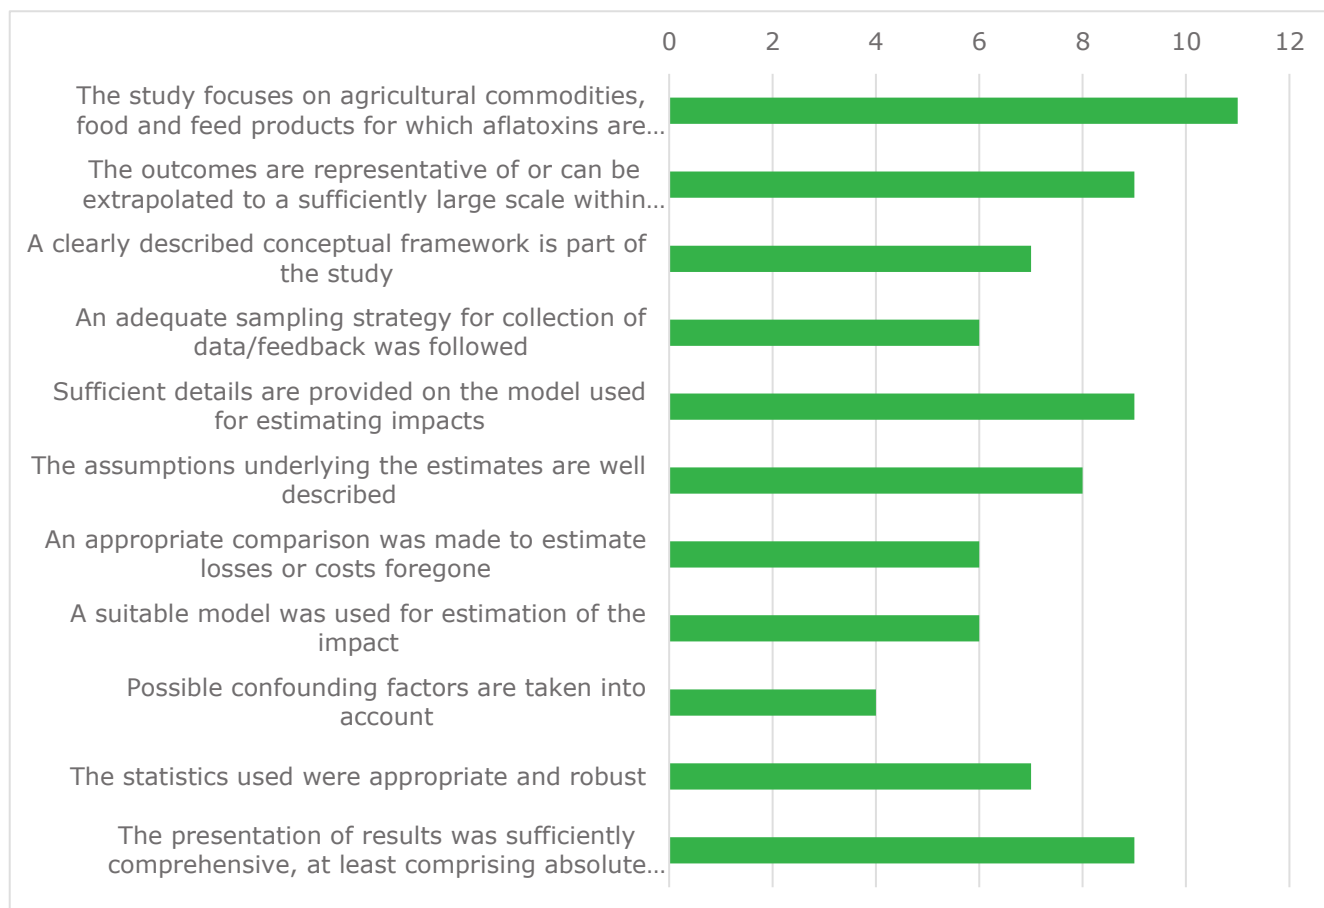 0 2 4 6 8 10 12
The study focuses on agricultural commodities,
food and feed products for which aflatoxins are…
The outcomes are representative of or can be
extrapolated to a sufficiently large scale within…
A clearly described conceptual framework is part of
the study
An adequate sampling strategy for collection of
data/feedback was followed
Sufficient details are provided on the model used
for estimating impacts
The assumptions underlying the estimates are well
described
An appropriate comparison was made to estimate
losses or costs foregone
A suitable model was used for estimation of the
impact
Possible confounding factors are taken into
account
The statistics used were appropriate and robust
The presentation of results was sufficiently
comprehensive, at least comprising absolute…